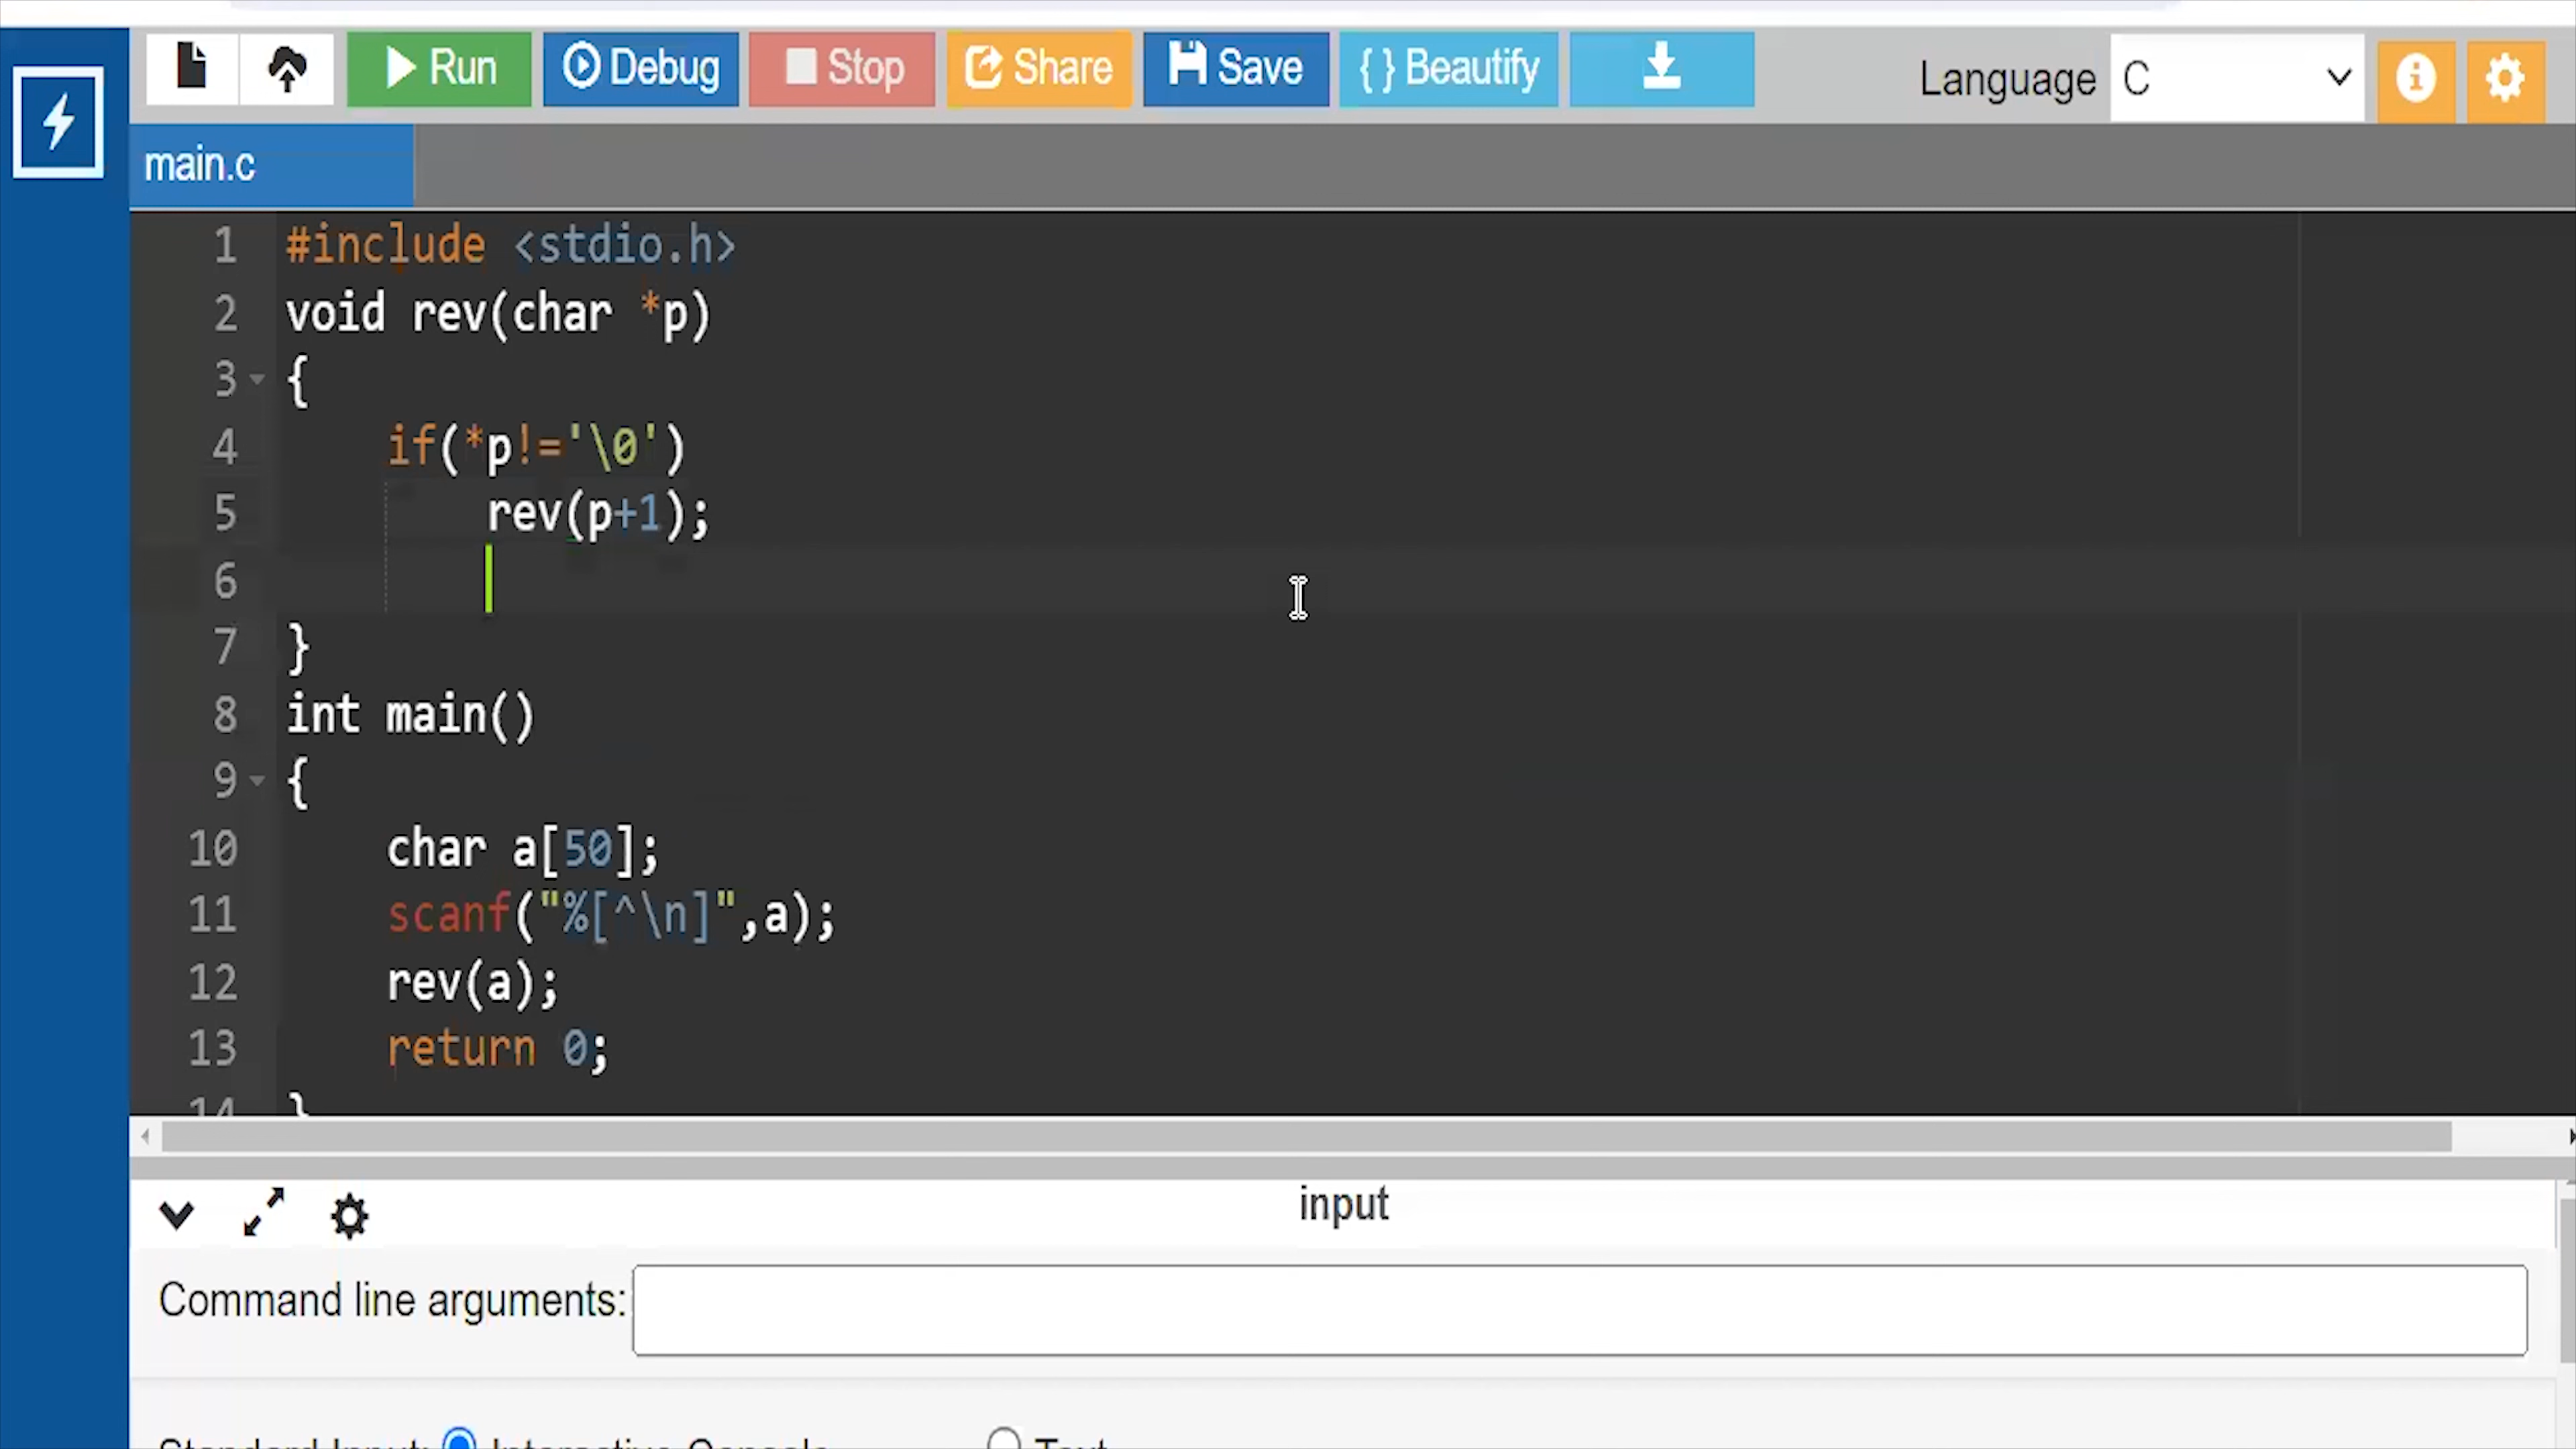 Run Debug Stop Share Save {} Beautify Language C
main.c
1 #include <stdio.h>
2 void rev(char *p)
3 {
4 if(*p!='\0')
5 rev(p+1);
6
7 }
8 int main()
9 {
10 char a[50];
11 scanf("%[^\n]",a);
12 rev(a);
13 return 0;
14 }
input
Command line arguments:
Standard Input: Interactive Console Text